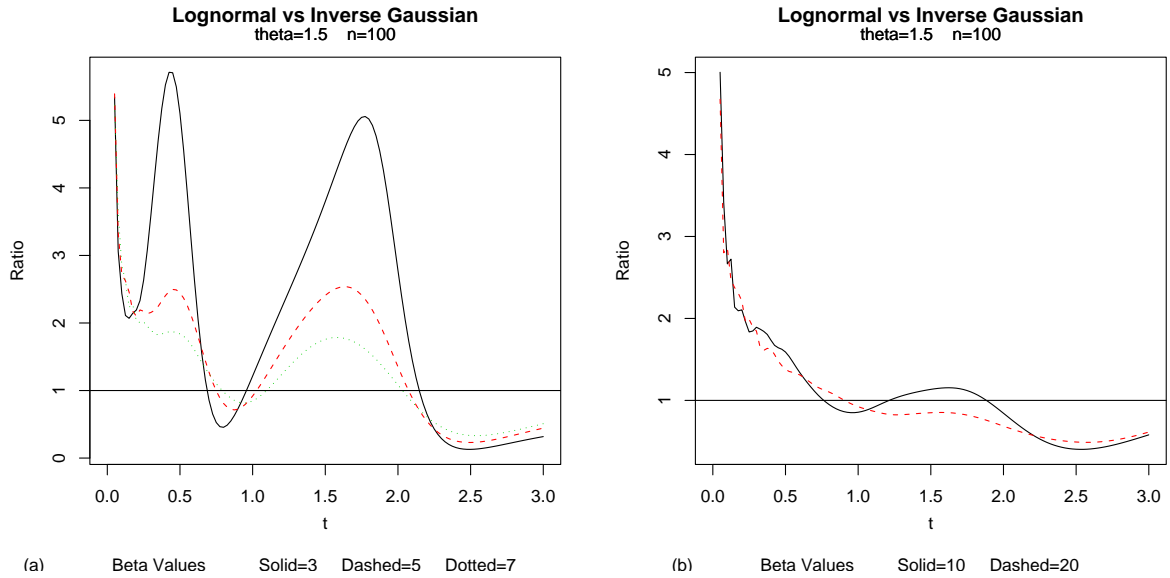 Lognormal vs Inverse Gaussian
theta=1.5 n=100
Ratio
5
4
3
2
1
0
0.0 0.5 1.0 1.5 2.0 2.5 3.0
t
(a) Beta Values Solid=3 Dashed=5 Dotted=7
Lognormal vs Inverse Gaussian
theta=1.5 n=100
Ratio
5
4
3
2
1
0.0 0.5 1.0 1.5 2.0 2.5 3.0
t
(b) Beta Values Solid=10 Dashed=20